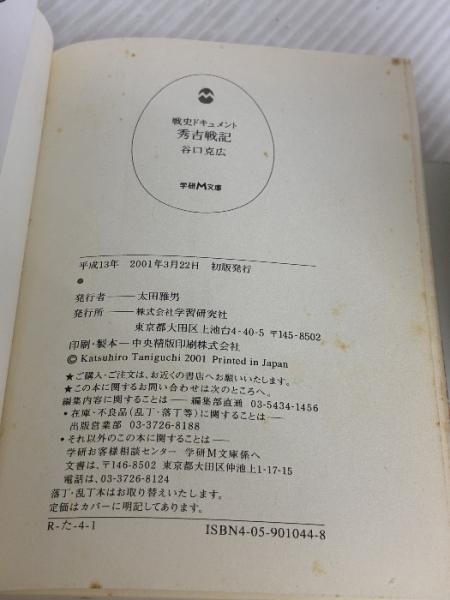 戦史ドキュメント
秀吉戦記
谷口克広
学研M文庫
平成13年 2001年3月22日 初版発行
●
発行者――太田雅男
発行所――株式会社学習研究社
東京都大田区上池台4-40-5 〒145-8502
印刷・製本―中央精版印刷株式会社
© Katsuhiro Taniguchi 2001 Printed in Japan
★ご購入・ご注文は、お近くの書店へお願いいたします。
★この本に関するお問い合わせは次のところへ。
編集内容に関することは――編集部直通 03-5434-1456
・在庫・不良品(乱丁・落丁等)に関することは――
出版営業部 03-3726-8188
・それ以外のこの本に関することは――
学研お客様相談センター 学研M文庫係へ
文書は、〒146-8502 東京都大田区仲池上1-17-15
電話は、03-3726-8124
落丁・乱丁本はお取り替えいたします。
定価はカバーに明記してあります。
R-た-4-1
ISBN4-05-901044-8